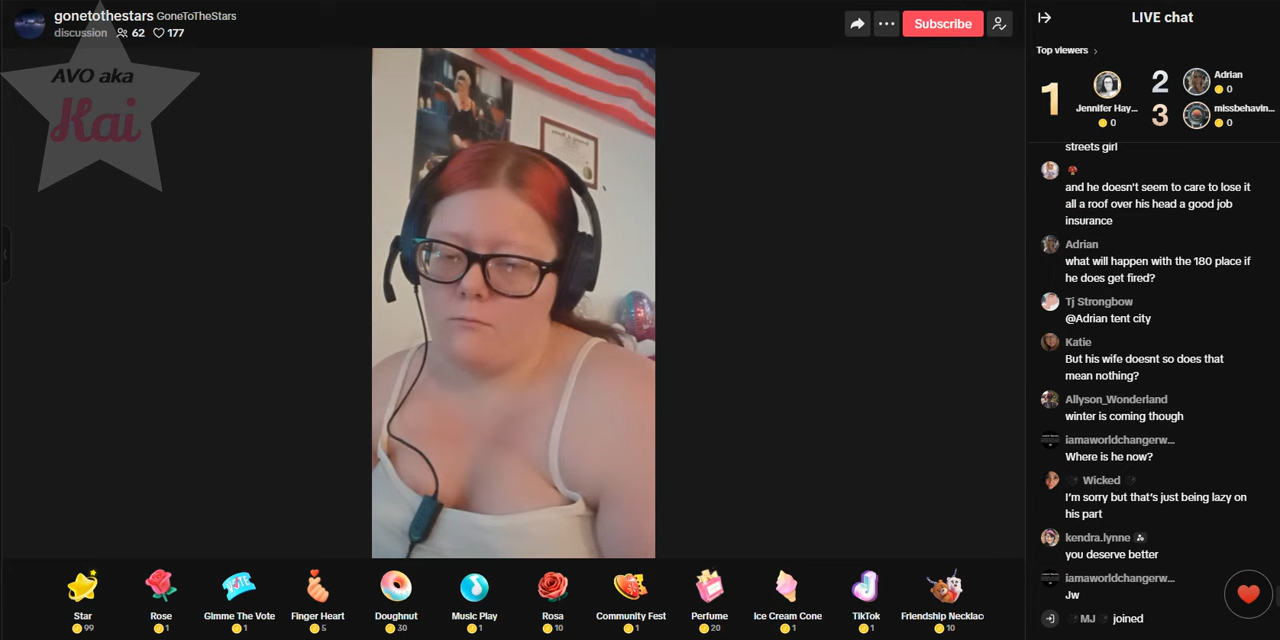 gonetothestars GoneToTheStars
discussion 62 177
Subscribe
AVO aka
Kai
LIVE chat
Top viewers
1
Jennifer Hay...
0
2
Adrian
0
3
missbehavin...
0
streets girl
and he doesn't seem to care to lose it
all a roof over his head a good job
insurance
Adrian
what will happen with the 180 place if
he does get fired?
Tj Strongbow
@Adrian tent city
Katie
But his wife doesnt so does that
mean nothing?
Allyson_Wonderland
winter is coming though
iamaworldchangerw...
Where is he now?
Wicked
I'm sorry but that's just being lazy on
his part
kendra.lynne
you deserve better
iamaworldchangerw...
Jw
MJ joined
Star
99
Rose
1
Gimme The Vote
1
Finger Heart
5
Doughnut
30
Music Play
1
Rosa
10
Community Fest
1
Perfume
20
Ice Cream Cone
1
TikTok
1
Friendship Necklac
10